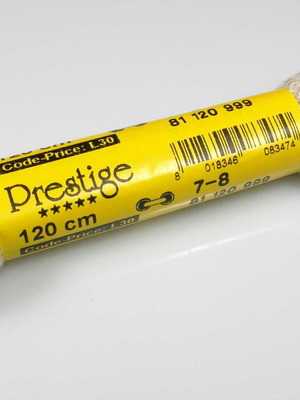 81 120 999
Code-Price: L30
8 018346 083474
Prestige
★★★★★
7-8
120 cm
81 120 999
Code-Price: L30